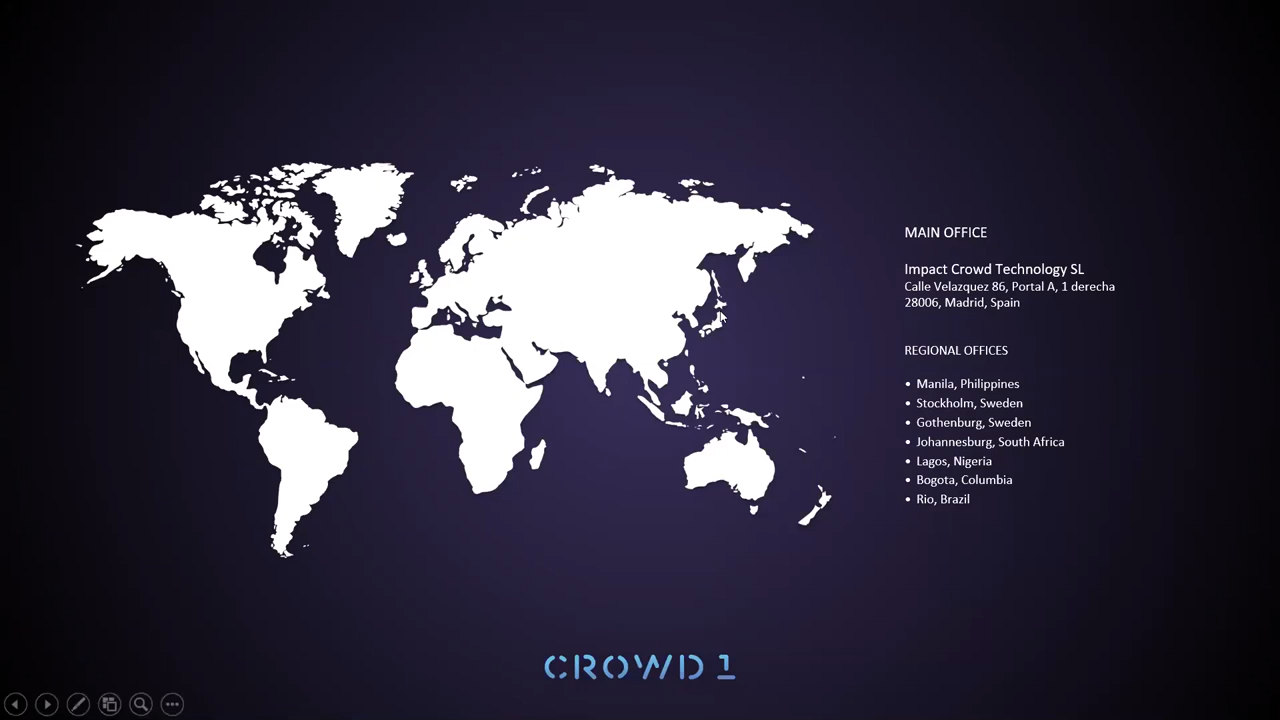 MAIN OFFICE
Impact Crowd Technology SL
Calle Velazquez 86, Portal A, 1 derecha
28006, Madrid, Spain
REGIONAL OFFICES
• Manila, Philippines
• Stockholm, Sweden
• Gothenburg, Sweden
• Johannesburg, South Africa
• Lagos, Nigeria
• Bogota, Columbia
• Rio, Brazil
CROWD 1